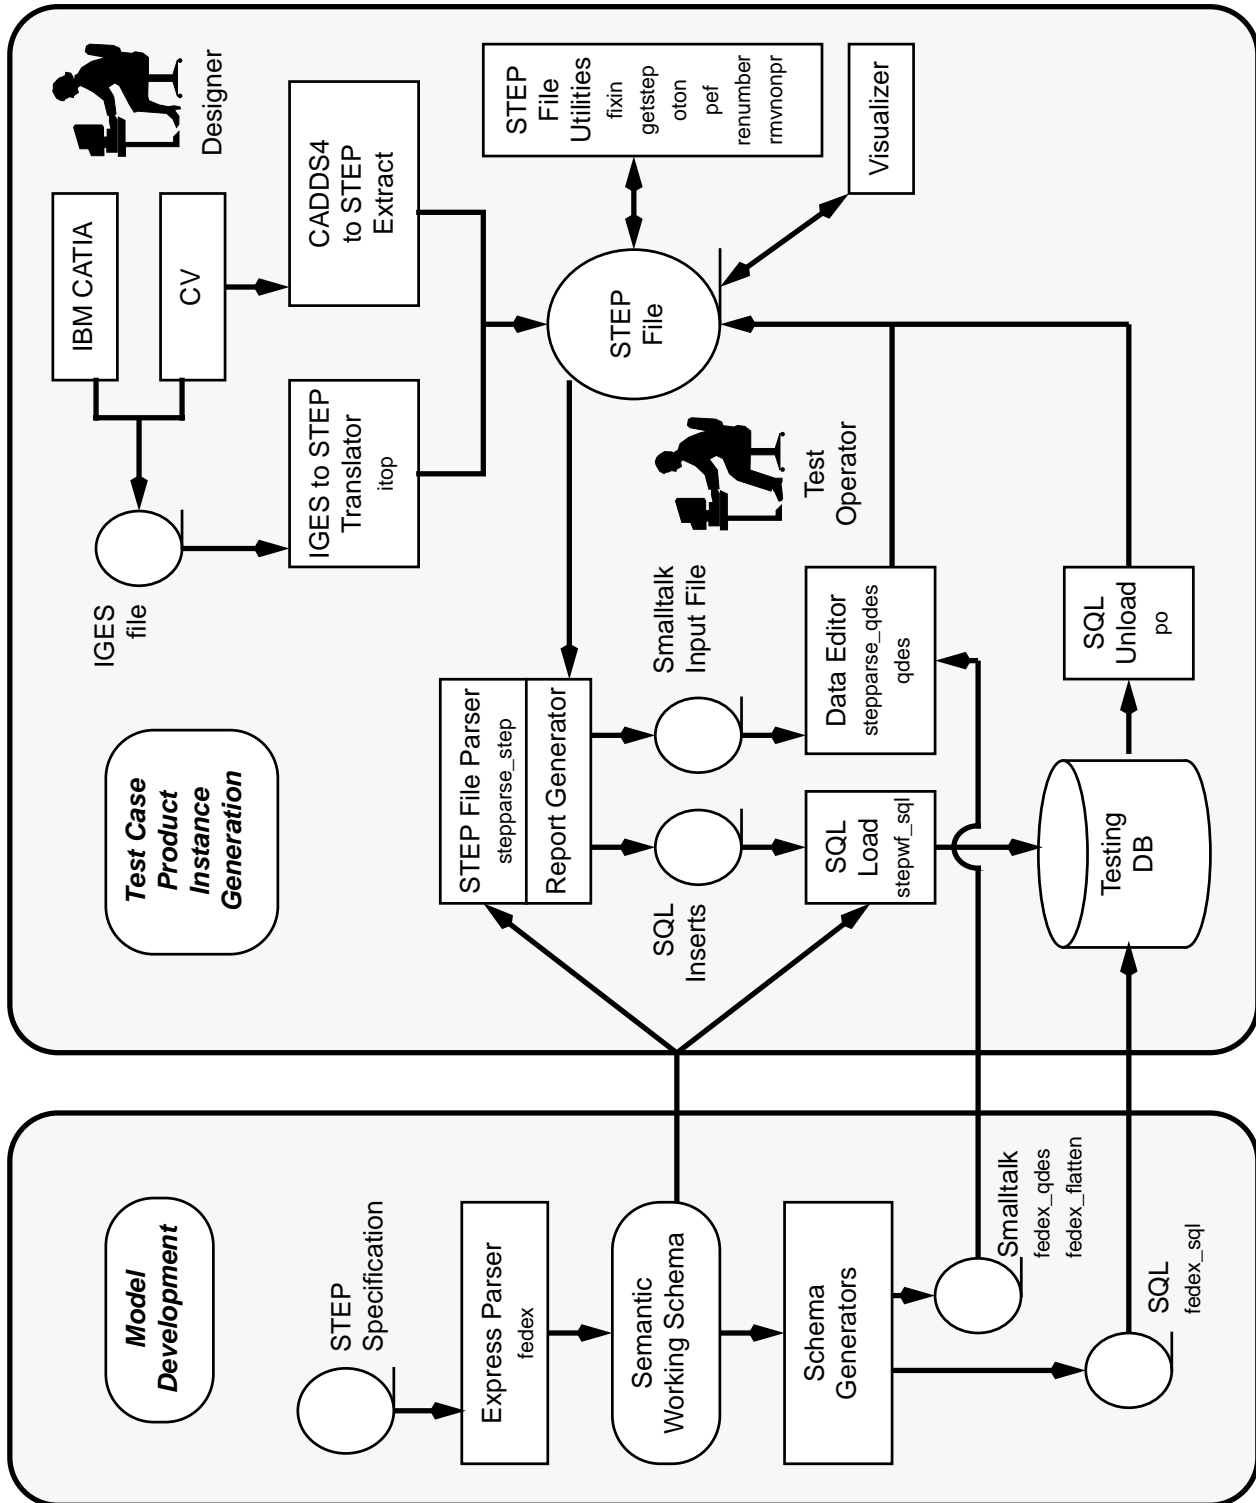 Model
Development
STEP
Specification
Express Parser
fedex
Semantic
Working Schema
Schema
Generators
Smalltalk
fedex_qdes
fedex_flatten
SQL
fedex_sql
Test Case
Product
Instance
Generation
IGES
file
IBM CATIA
CV
Designer
IGES to STEP
Translator
itop
CADDS4
to STEP
Extract
STEP File Parser
stepparse_step
Report Generator
STEP
File
STEP
File
Utilities
fixin
getstep
oton
pef
renumber
rmvnonpr
Visualizer
SQL
Inserts
Smalltalk
Input File
Test
Operator
SQL
Load
stepwf_sql
Data Editor
stepparse_qdes
qdes
Testing
DB
SQL
Unload
po